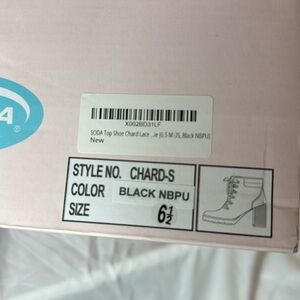 X002BD31LF
SODA Top Shoe Chard Lace ...ie (6.5 M US, Black NBPU)
New
A®
STYLE NO. CHARD-S
COLOR BLACK NBPU
SIZE 6½